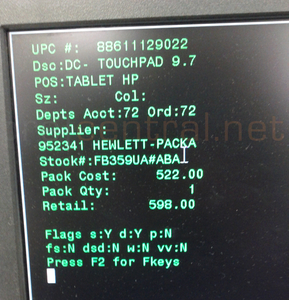 UPC #: 88611129022
Dsc:DC- TOUCHPAD 9.7
POS:TABLET HP
Sz: Col:
Depts Acct:72 Ord:72
Supplier:
952341 HEWLETT-PACKA
Stock#:FB359UA#ABA
Pack Cost: 522.00
Pack Qty: 1
Retail: 598.00
Flags s:Y d:Y p:N
fs:N dsd:N w:N vv:N
Press F2 for Fkeys
central.net